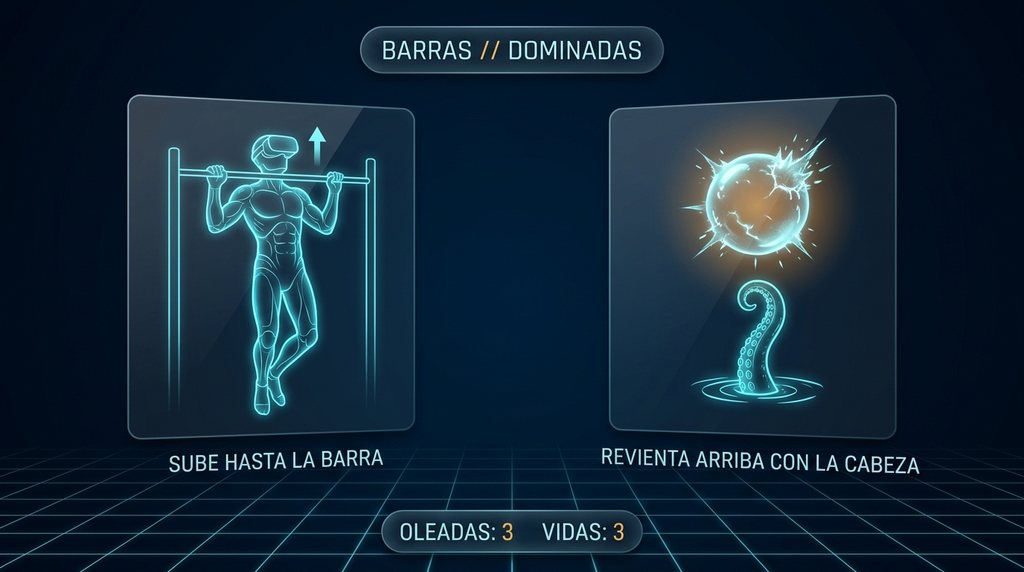 BARRAS // DOMINADAS
SUBE HASTA LA BARRA
REVIENTA ARRIBA CON LA CABEZA
OLEADAS: 3 VIDAS: 3